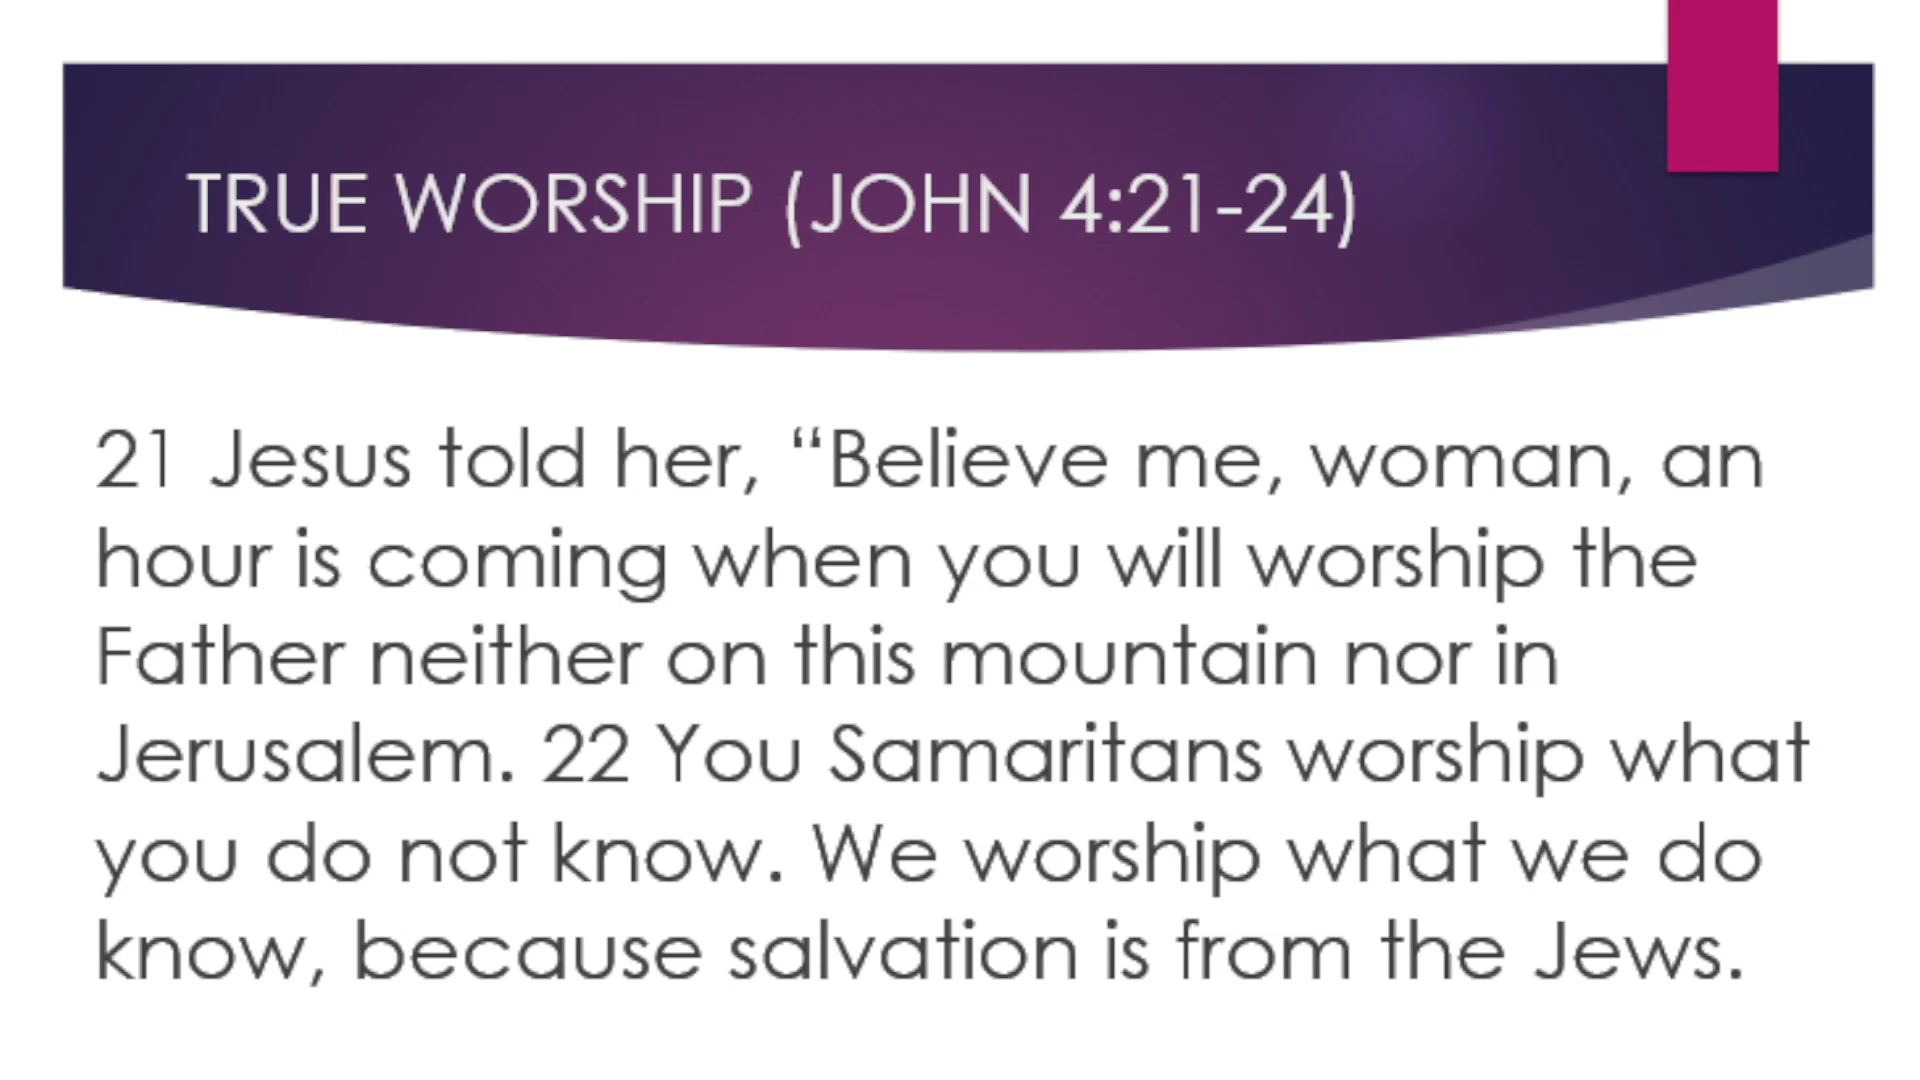 TRUE WORSHIP (JOHN 4:21-24)
21 Jesus told her, “Believe me, woman, an
hour is coming when you will worship the
Father neither on this mountain nor in
Jerusalem. 22 You Samaritans worship what
you do not know. We worship what we do
know, because salvation is from the Jews.